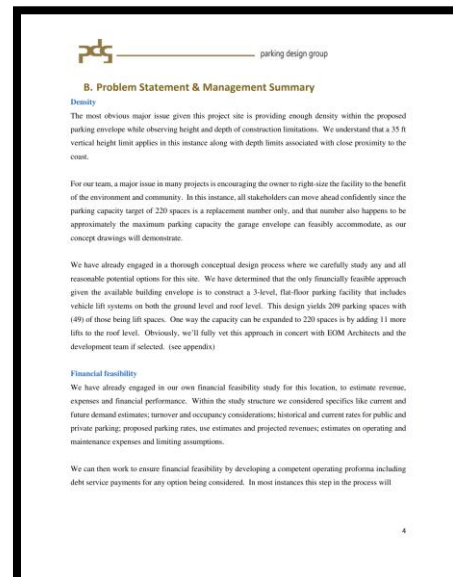 pdg parking design group
B. Problem Statement & Management Summary
Density
The most obvious major issue given this project site is providing enough density within the proposed
parking envelope while observing height and depth of construction limitations. We understand that a 35 ft
vertical height limit applies in this instance along with depth limits associated with close proximity to the
coast.
For our team, a major issue in many projects is encouraging the owner to right-size the facility to the benefit
of the environment and community. In this instance, all stakeholders can move ahead confidently since the
parking capacity target of 220 spaces is a replacement number only, and that number also happens to be
approximately the maximum parking capacity the garage envelope can feasibly accommodate, as our
concept drawings will demonstrate.
We have already engaged in a thorough conceptual design process where we carefully study any and all
reasonable potential options for this site. We have determined that the only financially feasible approach
given the available building envelope is to construct a 3-level, flat-floor parking facility that includes
vehicle lift systems on both the ground level and roof level. This design yields 209 parking spaces with
(49) of those being lift spaces. One way the capacity can be expanded to 220 spaces is by adding 11 more
lifts to the roof level. Obviously, we'll fully vet this approach in concert with EOM Architects and the
development team if selected. (see appendix)
Financial feasibility
We have already engaged in our own financial feasibility study for this location, to estimate revenue,
expenses and financial performance. Within the study structure we considered specifics like current and
future demand estimates; turnover and occupancy considerations; historical and current rates for public and
private parking; proposed parking rates, use estimates and projected revenues; estimates on operating and
maintenance expenses and limiting assumptions.
We can then work to ensure financial feasibility by developing a competent operating proforma including
debt service payments for any option being considered. In most instances this step in the process will
4